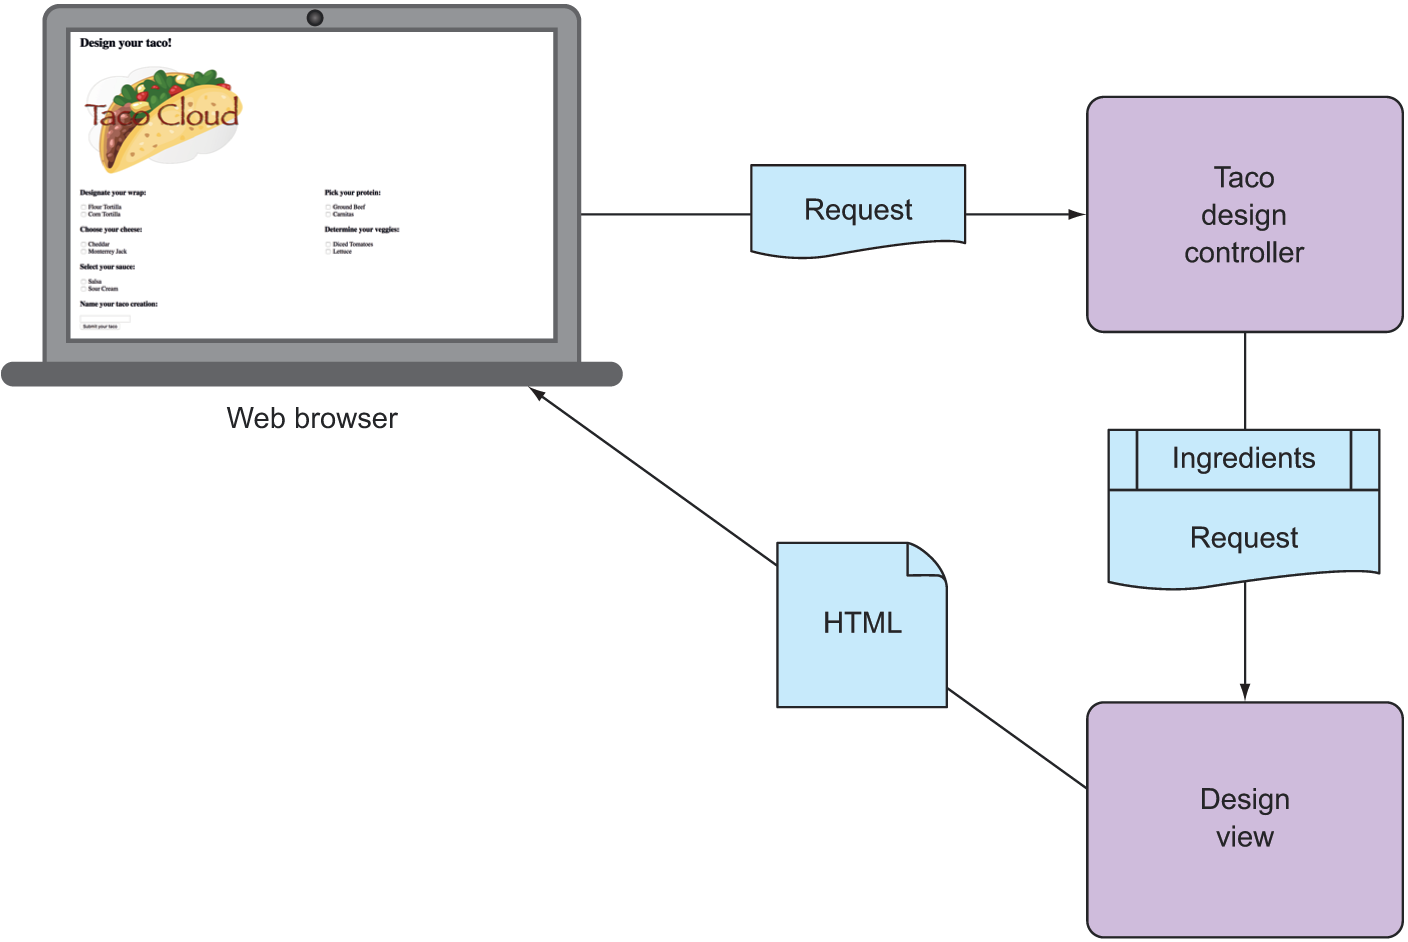 Design your taco!
Taco Cloud
Designate your wrap:
Flour Tortilla
Corn Tortilla
Choose your cheese:
Cheddar
Monterrey Jack
Select your sauce:
Salsa
Sour Cream
Name your taco creation:
Submit your taco
Pick your protein:
Ground Beef
Carnitas
Determine your veggies:
Diced Tomatoes
Lettuce
Web browser
Request
Taco
design
controller
Ingredients
Request
HTML
Design
view